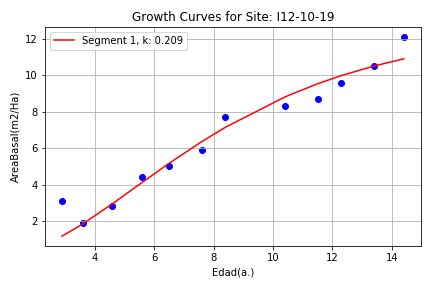 Growth Curves for Site: I12-10-19
Segment 1, k: 0.209
AreaBasal(m2/Ha)
12
10
8
6
4
2
4 6 8 10 12 14
Edad(a.)